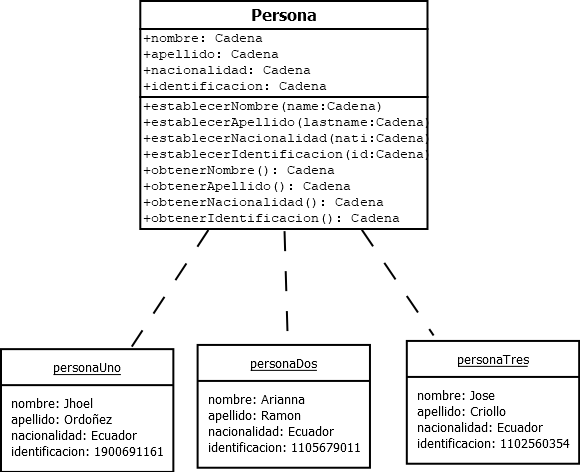 Persona
+nombre: Cadena
+apellido: Cadena
+nacionalidad: Cadena
+identificacion: Cadena
+establecerNombre(name:Cadena)
+establecerApellido(lastname:Cadena)
+establecerNacionalidad(nati:Cadena)
+establecerIdentificacion(id:Cadena)
+obtenerNombre(): Cadena
+obtenerApellido(): Cadena
+obtenerNacionalidad(): Cadena
+obtenerIdentificacion(): Cadena
personaUno
nombre: Jhoel
apellido: Ordoñez
nacionalidad: Ecuador
identificacion: 1900691161
personaDos
nombre: Arianna
apellido: Ramon
nacionalidad: Ecuador
identificacion: 1105679011
personaTres
nombre: Jose
apellido: Criollo
nacionalidad: Ecuador
identificacion: 1102560354